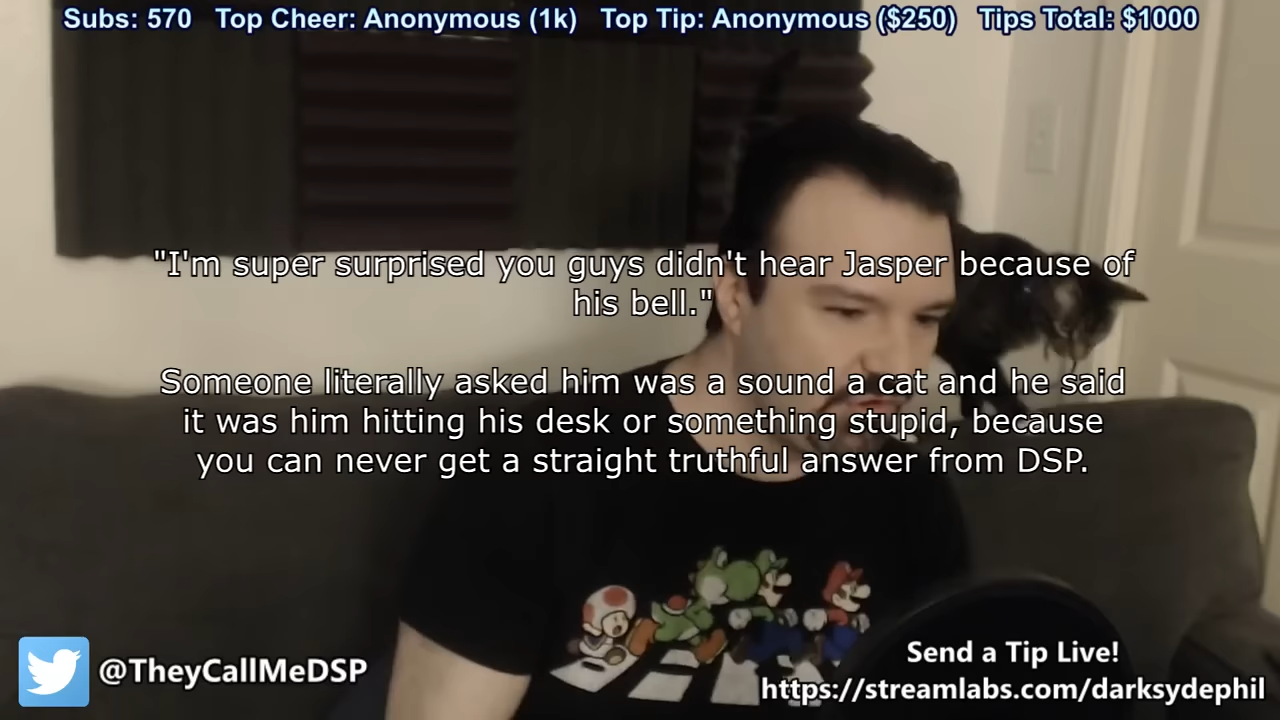 Subs: 570 Top Cheer: Anonymous (1k) Top Tip: Anonymous ($250) Tips Total: $1000
"I'm super surprised you guys didn't hear Jasper because of
his bell."
Someone literally asked him was a sound a cat and he said
it was him hitting his desk or something stupid, because
you can never get a straight truthful answer from DSP.
@TheyCallMeDSP
Send a Tip Live!
https://streamlabs.com/darksydephil